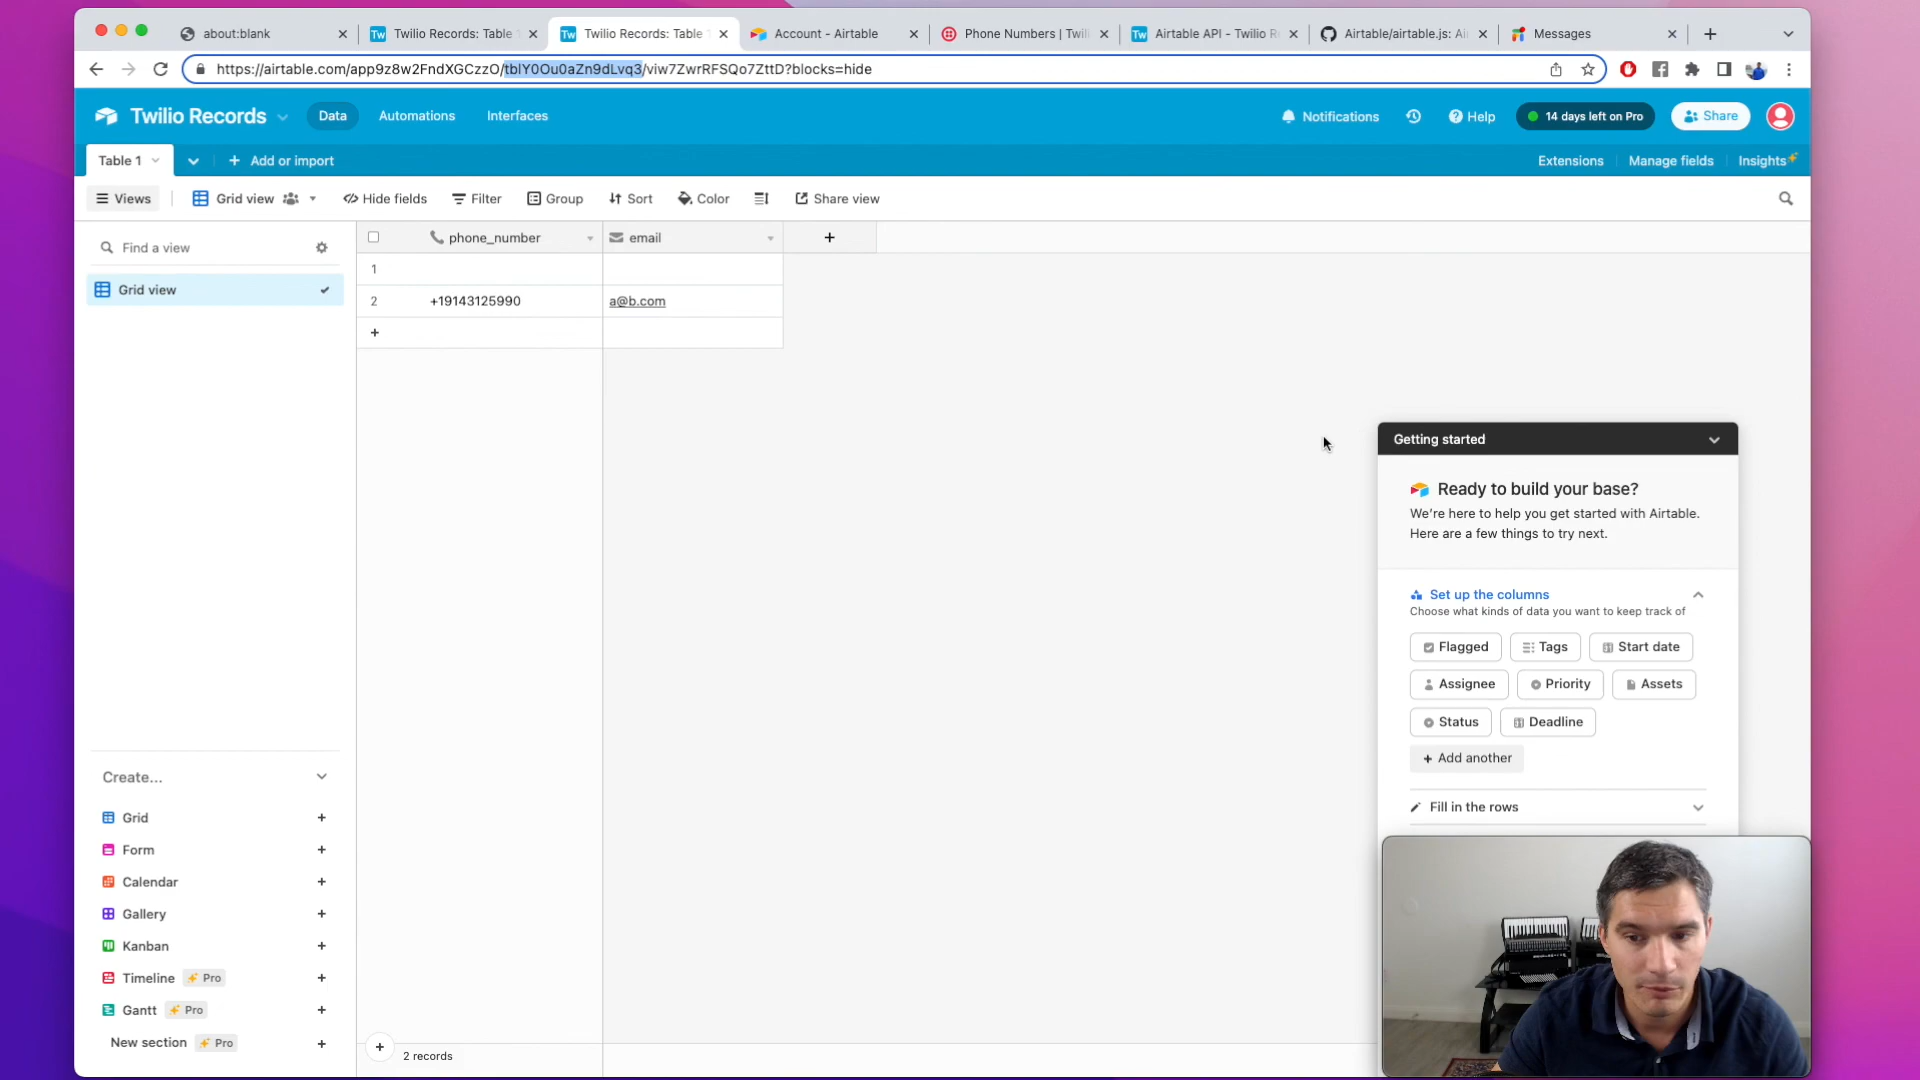 about:blank
Tw Twilio Records: Table
Tw Twilio Records: Table
Account - Airtable
Phone Numbers | Twil
Tw Airtable API - Twilio R
Airtable/airtable.js: Ai
Messages
https://airtable.com/app9z8w2FndXGCzzO/tblY0Ou0aZn9dLvq3/viw7ZwrRFSQo7ZttD?blocks=hide
Twilio Records
Data
Automations
Interfaces
Notifications
Help
14 days left on Pro
Share
Table 1
Add or import
Extensions
Manage fields
Insights
Views
Grid view
Hide fields
Filter
Group
Sort
Color
Share view
Find a view
phone_number
email
1
Grid view
2 +19143125990 a@b.com
Getting started
Ready to build your base?
We're here to help you get started with Airtable.
Here are a few things to try next.
Set up the columns
Choose what kinds of data you want to keep track of
Flagged
Tags
Start date
Assignee
Priority
Assets
Status
Deadline
+ Add another
Fill in the rows
Create...
Grid
Form
Calendar
Gallery
Kanban
Timeline Pro
Gantt Pro
New section Pro
2 records